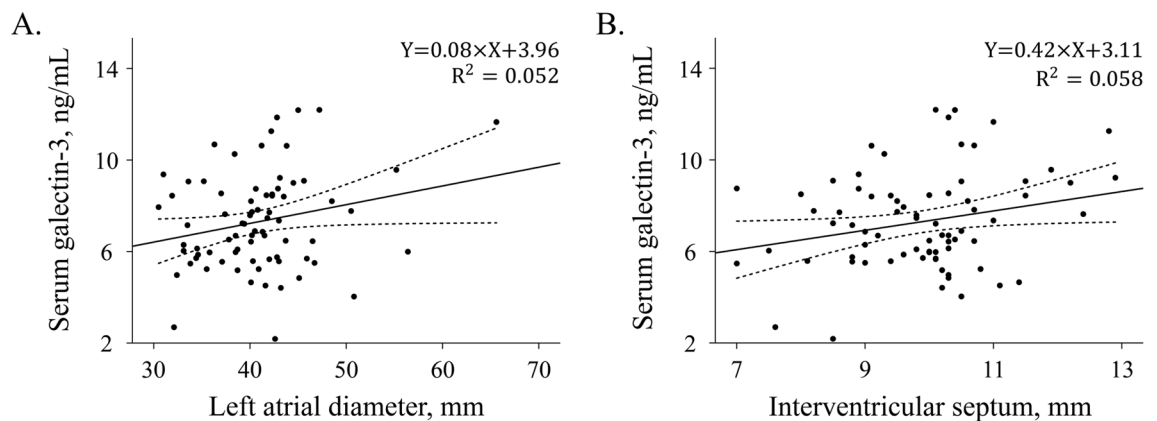 A.
Serum galectin-3, ng/mL
Y=0.08×X+3.96
R² = 0.052
14
10
6
2
30 40 50 60 70
Left atrial diameter, mm
B.
Serum galectin-3, ng/mL
Y=0.42×X+3.11
R² = 0.058
14
10
6
2
7 9 11 13
Interventricular septum, mm